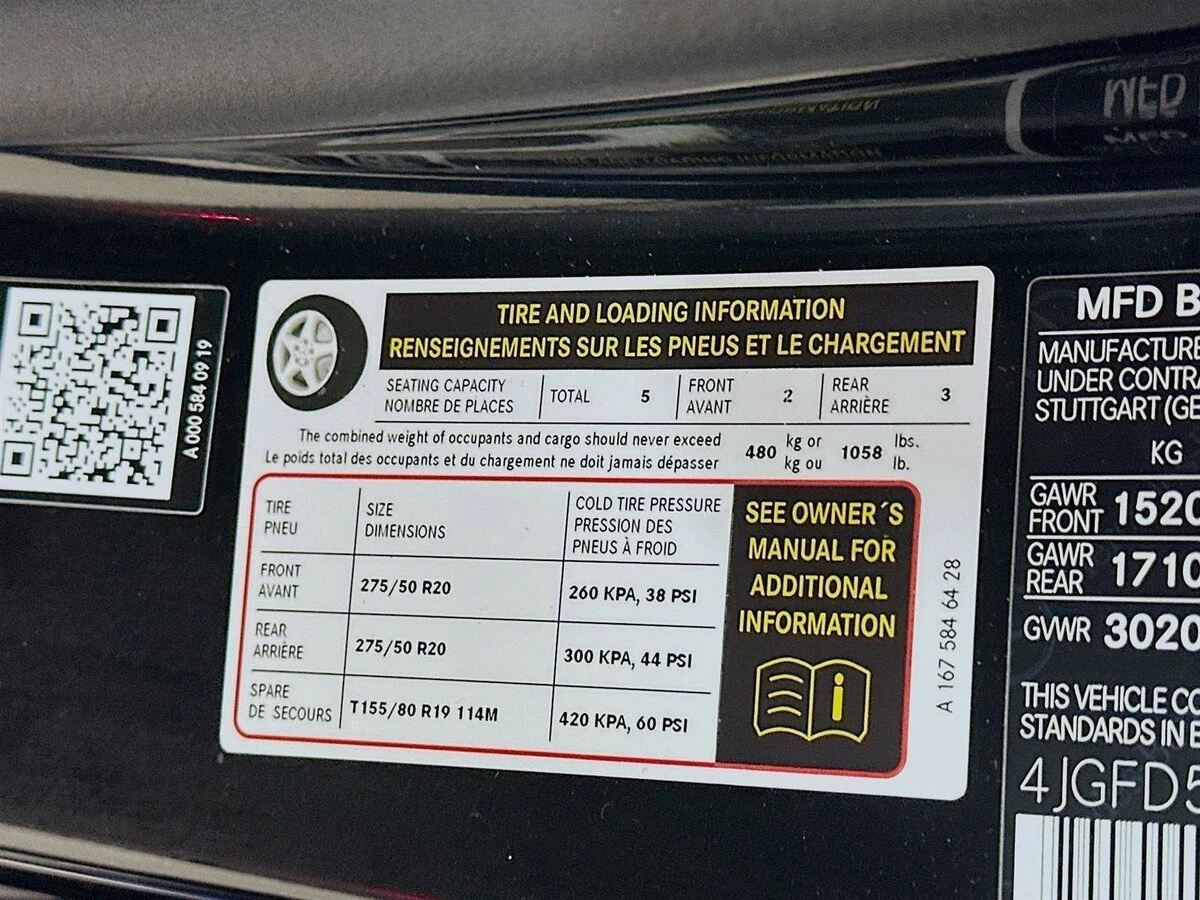 A 000 584 09 19
TIRE AND LOADING INFORMATION
RENSEIGNEMENTS SUR LES PNEUS ET LE CHARGEMENT
SEATING CAPACITY
NOMBRE DE PLACES
TOTAL 5
FRONT
AVANT
2
REAR
ARRIÈRE
3
The combined weight of occupants and cargo should never exceed
Le poids total des occupants et du chargement ne doit jamais dépasser
480
kg or
kg ou
1058
lbs.
lb.
TIRE
PNEU
SIZE
DIMENSIONS
COLD TIRE PRESSURE
PRESSION DES
PNEUS À FROID
FRONT
AVANT
275/50 R20
260 KPA, 38 PSI
REAR
ARRIÈRE
275/50 R20
300 KPA, 44 PSI
SPARE
DE SECOURS
T155/80 R19 114M
420 KPA, 60 PSI
SEE OWNER´S
MANUAL FOR
ADDITIONAL
INFORMATION
i
A 167 584 64 28
MFD
MANUFACTURE
UNDER CONTRA
STUTTGART (GE
KG
GAWR
FRONT
1520
GAWR
REAR
1710
GVWR 3020
THIS VEHICLE CO
STANDARDS IN E
4JGFD5